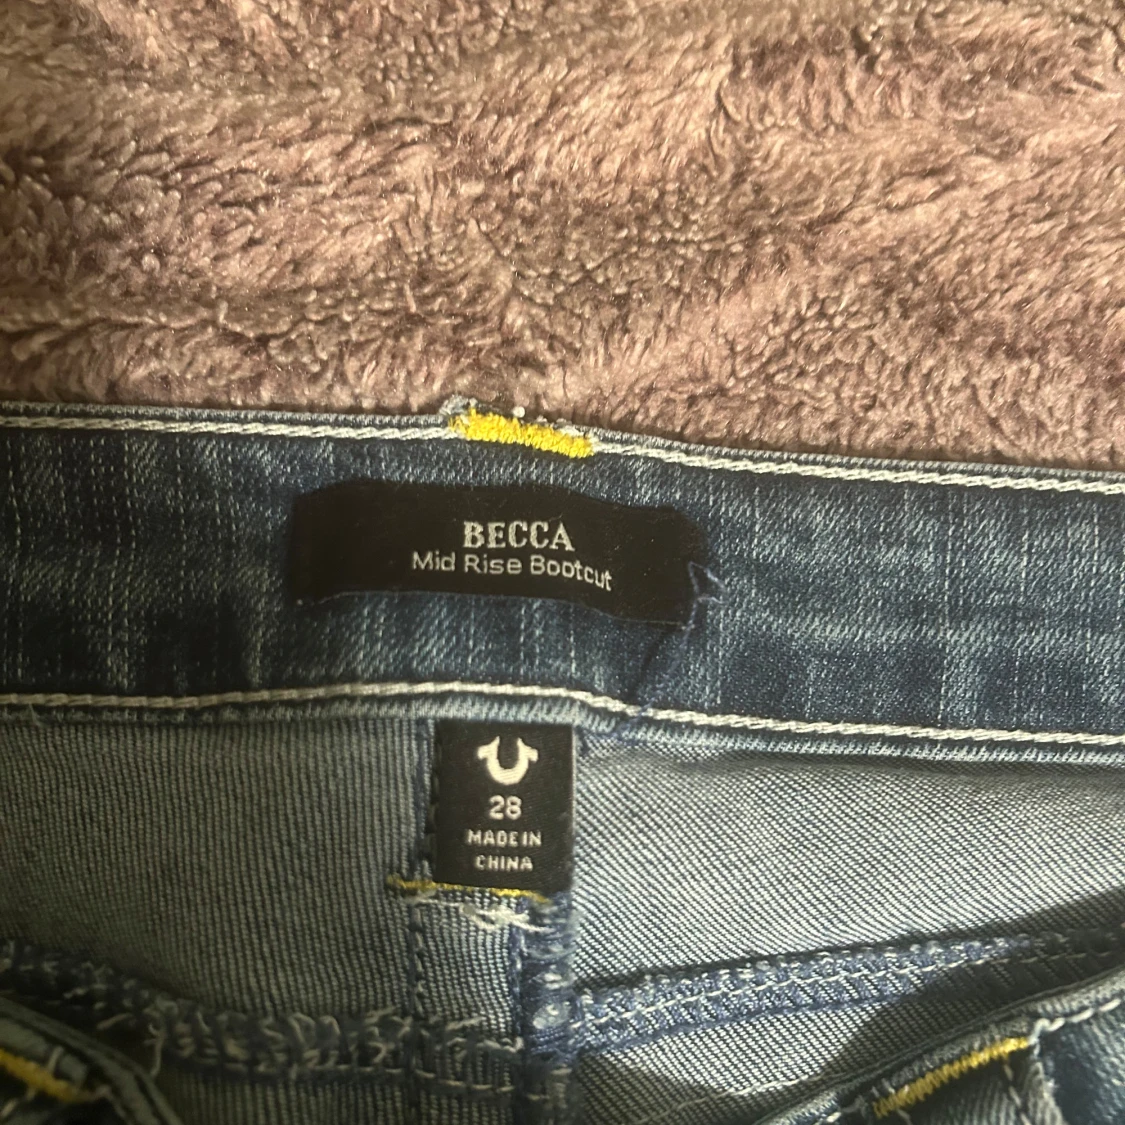 BECCA
Mid Rise Bootcut
28
MADE IN
CHINA